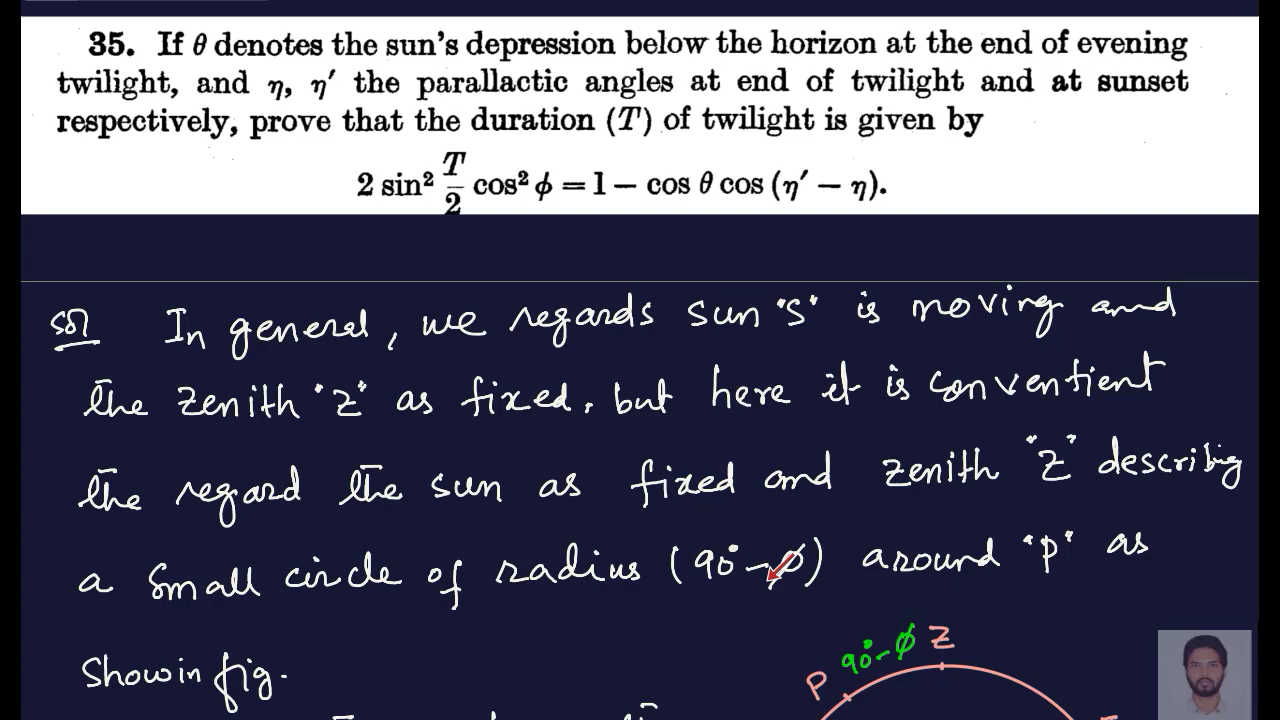 35. If θ denotes the sun's depression below the horizon at the end of evening
twilight, and η, η′ the parallactic angles at end of twilight and at sunset
respectively, prove that the duration (T) of twilight is given by
2 sin² T/2 cos² ϕ = 1 − cos θ cos (η′ − η).
Sol In general, we regards sun "S" is moving and
the zenith "Z" as fixed. but here it is conventient
the regard the sun as fixed and zenith "Z" describing
a small circle of radius (90° − ϕ) around "P" as
Show in fig.
90° − ϕ Z
P